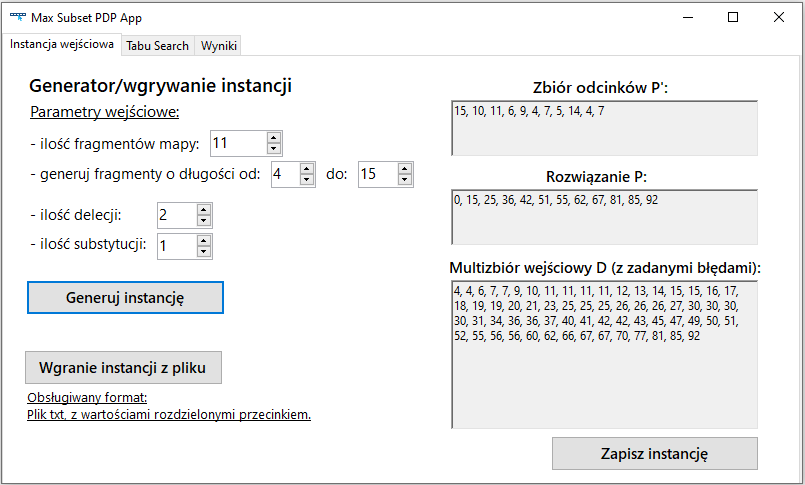 Max Subset PDP App
Instancja wejściowa
Tabu Search
Wyniki
Generator/wgrywanie instancji
Parametry wejściowe:
- ilość fragmentów mapy: 11
- generuj fragmenty o długości od: 4 do: 15
- ilość delecji: 2
- ilość substytucji: 1
Generuj instancję
Wgranie instancji z pliku
Obsługiwany format:
Plik txt, z wartościami rozdzielonymi przecinkiem.
Zbiór odcinków P':
15, 10, 11, 6, 9, 4, 7, 5, 14, 4, 7
Rozwiązanie P:
0, 15, 25, 36, 42, 51, 55, 62, 67, 81, 85, 92
Multizbiór wejściowy D (z zadanymi błędami):
4, 4, 6, 7, 7, 9, 10, 11, 11, 11, 11, 12, 13, 14, 15, 15, 16, 17,
18, 19, 19, 20, 21, 23, 25, 25, 25, 26, 26, 26, 27, 30, 30, 30,
30, 31, 34, 36, 36, 37, 40, 41, 42, 42, 43, 45, 47, 49, 50, 51,
52, 55, 56, 56, 60, 62, 66, 67, 67, 70, 77, 81, 85, 92
Zapisz instancję